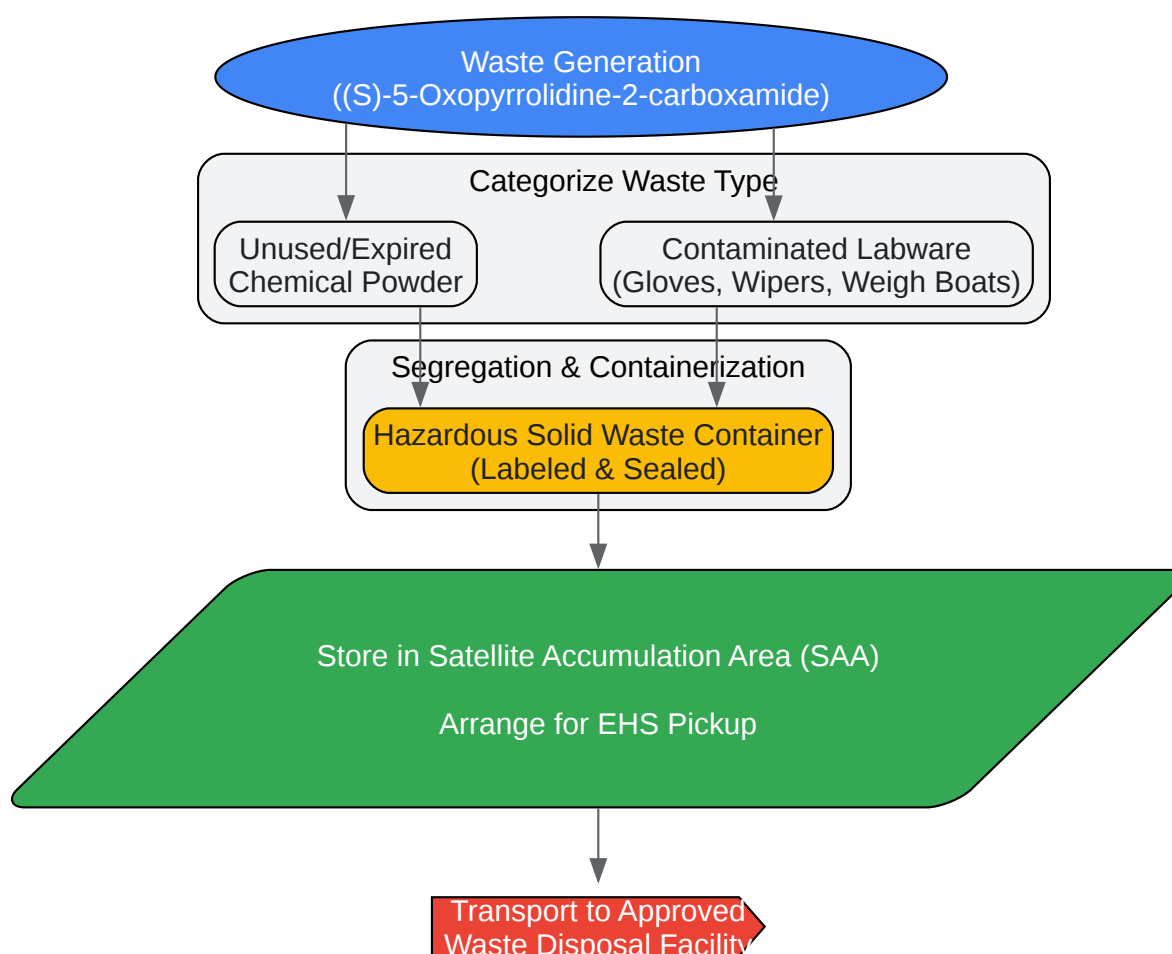 Waste Generation
((S)-5-Oxopyrrolidine-2-carboxamide)
Categorize Waste Type
Unused/Expired
Chemical Powder
Contaminated Labware
(Gloves, Wipers, Weigh Boats)
Segregation & Containerization
Hazardous Solid Waste Container
(Labeled & Sealed)
Store in Satellite Accumulation Area (SAA)
Arrange for EHS Pickup
Transport to Approved
Waste Disposal Facility